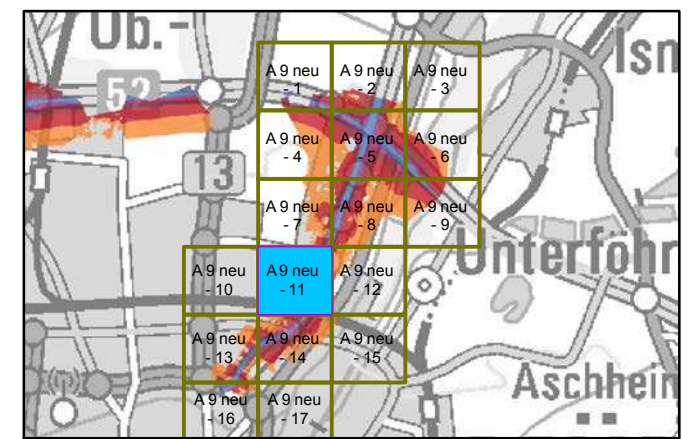 Ob.-
Isn
52
A 9 neu
- 1
A 9 neu
- 2
A 9 neu
- 3
A 9 neu
- 4
A 9 neu
- 5
A 9 neu
- 6
13
A 9 neu
- 7
A 9 neu
- 8
A 9 neu
- 9
Unterföhr
A 9 neu
- 10
A 9 neu
- 11
A 9 neu
- 12
A 9 neu
- 13
A 9 neu
- 14
A 9 neu
- 15
Aschhein
A 9 neu
- 16
A 9 neu
- 17